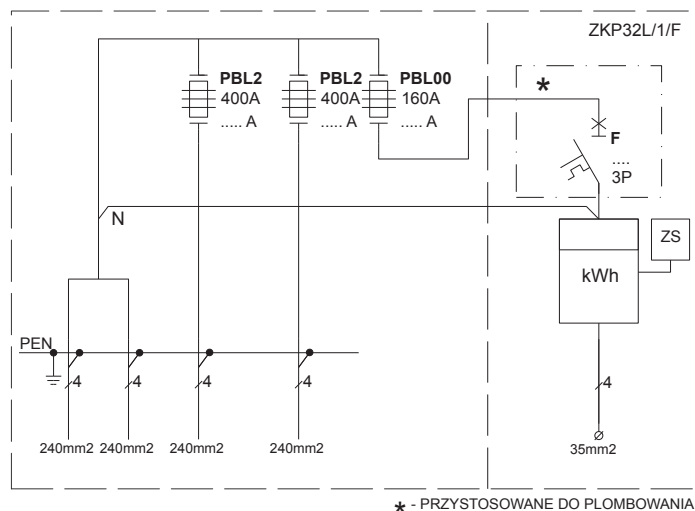 ZKP32L/1/F
PBL2
400A
..... A
PBL2
400A
..... A
PBL00
160A
..... A
*
F
....
3P
N
ZS
kWh
PEN
4
4
4
4
4
240mm2 240mm2 240mm2 240mm2
35mm2
* - PRZYSTOSOWANE DO PLOMBOWANIA